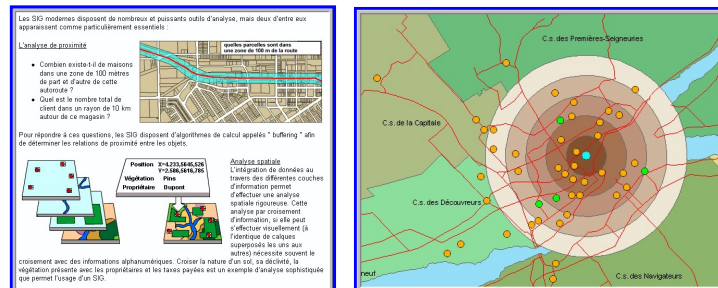 Les SIG modernes disposent de nombreux et puissants outils d'analyse, mais deux d'entre eux
apparaissent comme particulièrement essentiels :
L'analyse de proximité
• Combien existe-t-il de maisons
dans une zone de 100 mètres
de part et d'autre de cette
autoroute ?
• Quel est le nombre total de
client dans un rayon de 10 km
autour de ce magasin ?
quelles parcelles sont dans
une zone de 100 m de la route
Pour répondre à ces questions, les SIG disposent d'algorithmes de calcul appelés " buffering " afin
de déterminer les relations de proximité entre les objets.
Position X=4.233,5645,526
Y=2.586,5616,785
Végétation Pins
Propriétaire Dupont
Analyse spatiale
L'intégration de données au
travers des différentes couches
d'information permet
d'effectuer une analyse
spatiale rigoureuse. Cette
analyse par croisement
d'information, si elle peut
s'effectuer visuellement (à
l'identique de calques
superposés les uns aux
autres) nécessite souvent le
croisement avec des informations alphanumériques. Croiser la nature d'un sol, sa déclivité, la
végétation présente avec les propriétaires et les taxes payées est un exemple d'analyse sophistiquée
que permet l'usage d'un SIG.
C.s. des Premières-Seigneuries
C.s. de la Capitale
C.s. des Découvreurs
neuf
C.s. des Navigateurs